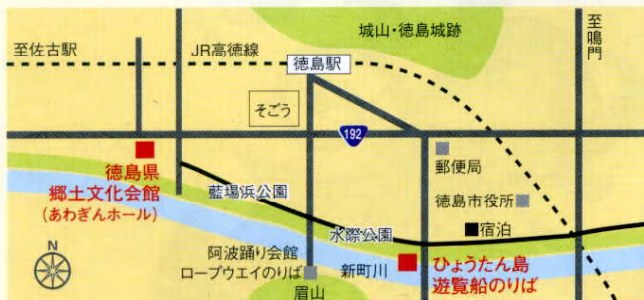 城山・徳島城跡
至鳴門
至佐古駅
JR高徳線
徳島駅
そごう
192
郵便局
徳島県
郷土文化会館
(あわぎんホール)
藍場浜公園
徳島市役所
水際公園
宿泊
N
阿波踊り会館
ロープウエイのりば
新町川
ひょうたん島
遊覧船のりば
眉山